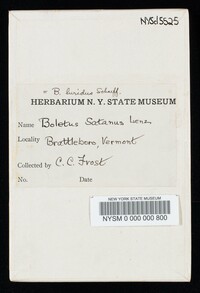 NYSd5525
= B. luridus Schaeff.
HERBARIUM N. Y. STATE MUSEUM
Name Boletus Satanus Lenz
Locality Brattleboro, Vermont
Collected by C. C. Frost
No. Date
NEW YORK STATE MUSEUM
NYSM 0 000 000 800